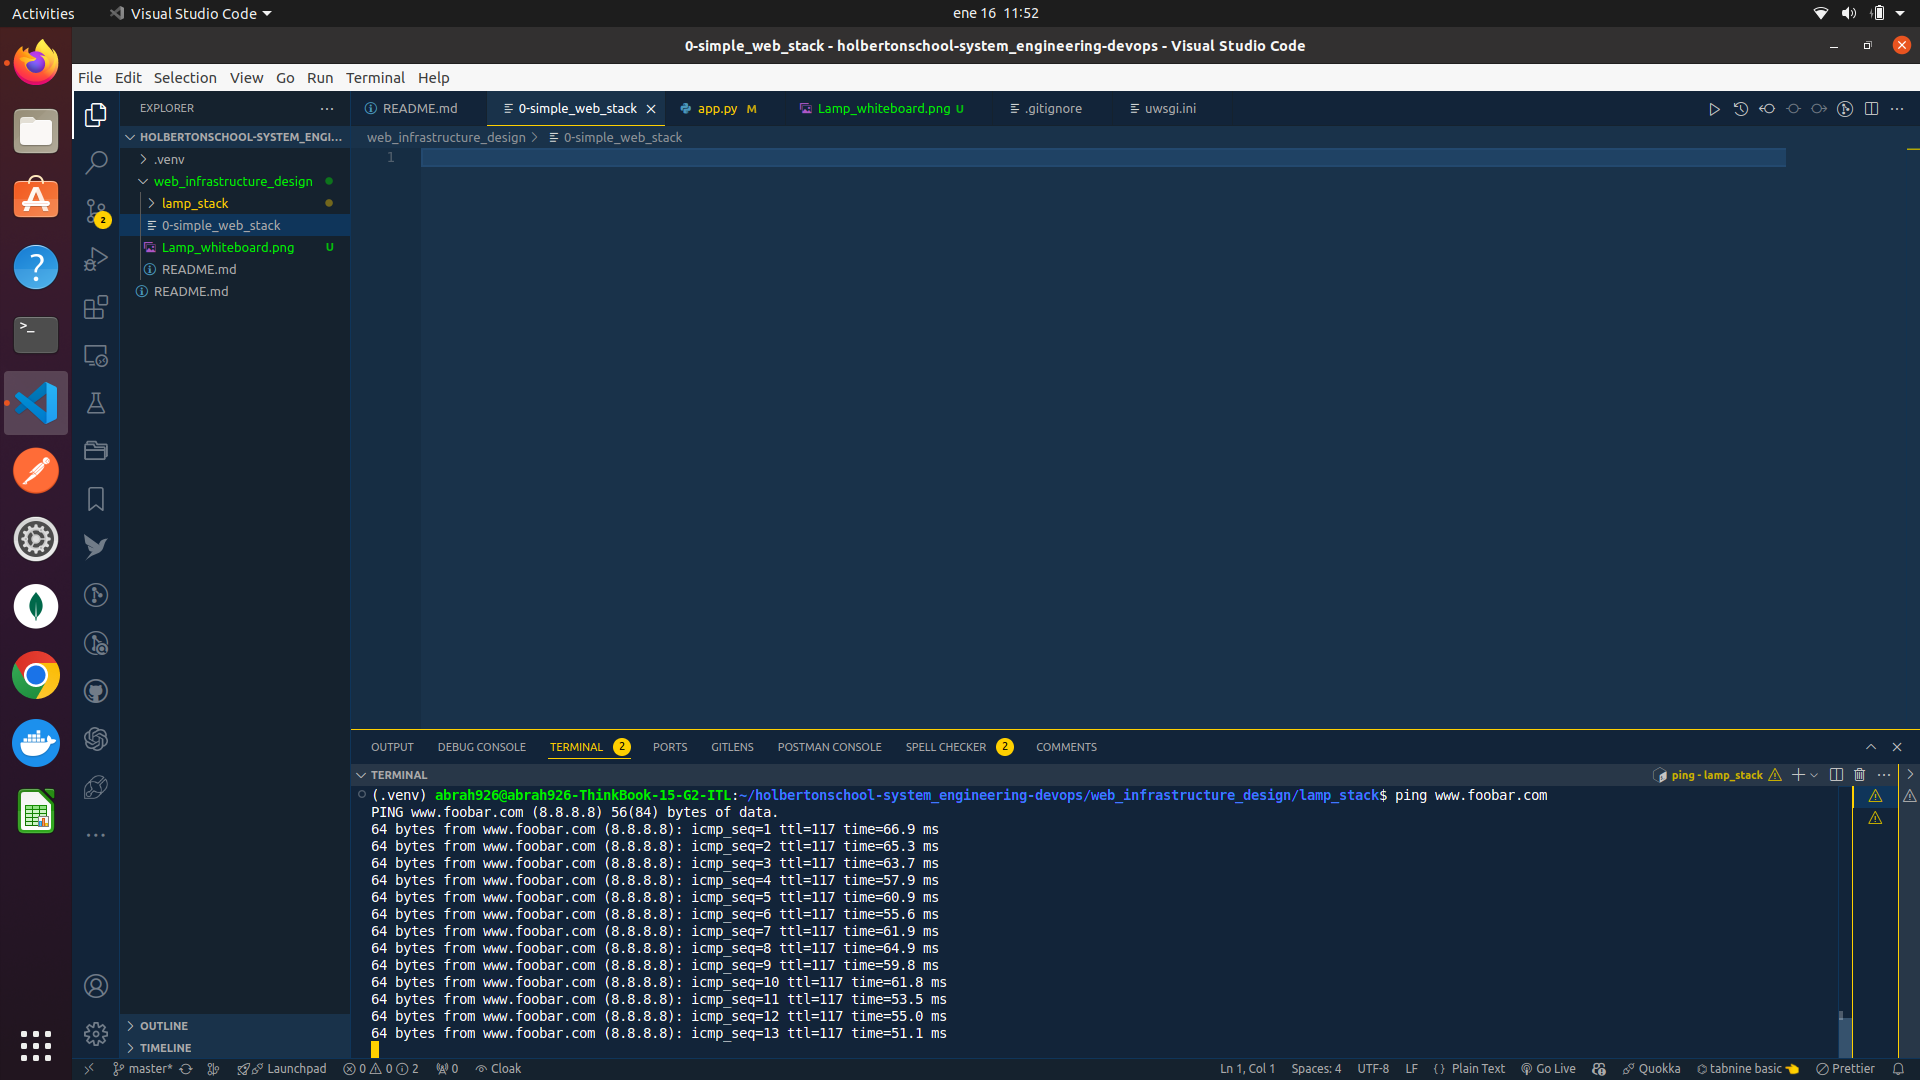 Activities
Visual Studio Code
ene 16 11:52
0-simple_web_stack - holbertonschool-system_engineering-devops - Visual Studio Code
File Edit Selection View Go Run Terminal Help
EXPLORER
README.md
0-simple_web_stack
app.py M
Lamp_whiteboard.png U
.gitignore
uwsgi.ini
HOLBERTONSCHOOL-SYSTEM_ENGI...
web_infrastructure_design > 0-simple_web_stack
1
.venv
web_infrastructure_design
lamp_stack
0-simple_web_stack
Lamp_whiteboard.png U
README.md
README.md
2
OUTPUT DEBUG CONSOLE TERMINAL 2 PORTS GITLENS POSTMAN CONSOLE SPELL CHECKER 2 COMMENTS
TERMINAL
ping - lamp_stack
(.venv) abrah926@abrah926-ThinkBook-15-G2-ITL:~/holbertonschool-system_engineering-devops/web_infrastructure_design/lamp_stack$ ping www.foobar.com
PING www.foobar.com (8.8.8.8) 56(84) bytes of data.
64 bytes from www.foobar.com (8.8.8.8): icmp_seq=1 ttl=117 time=66.9 ms
64 bytes from www.foobar.com (8.8.8.8): icmp_seq=2 ttl=117 time=65.3 ms
64 bytes from www.foobar.com (8.8.8.8): icmp_seq=3 ttl=117 time=63.7 ms
64 bytes from www.foobar.com (8.8.8.8): icmp_seq=4 ttl=117 time=57.9 ms
64 bytes from www.foobar.com (8.8.8.8): icmp_seq=5 ttl=117 time=60.9 ms
64 bytes from www.foobar.com (8.8.8.8): icmp_seq=6 ttl=117 time=55.6 ms
64 bytes from www.foobar.com (8.8.8.8): icmp_seq=7 ttl=117 time=61.9 ms
64 bytes from www.foobar.com (8.8.8.8): icmp_seq=8 ttl=117 time=64.9 ms
64 bytes from www.foobar.com (8.8.8.8): icmp_seq=9 ttl=117 time=59.8 ms
64 bytes from www.foobar.com (8.8.8.8): icmp_seq=10 ttl=117 time=61.8 ms
64 bytes from www.foobar.com (8.8.8.8): icmp_seq=11 ttl=117 time=53.5 ms
64 bytes from www.foobar.com (8.8.8.8): icmp_seq=12 ttl=117 time=55.0 ms
64 bytes from www.foobar.com (8.8.8.8): icmp_seq=13 ttl=117 time=51.1 ms
OUTLINE
TIMELINE
master* Launchpad 0 0 2 0 Cloak
Ln 1, Col 1 Spaces: 4 UTF-8 LF {} Plain Text Go Live Quokka tabnine basic Prettier